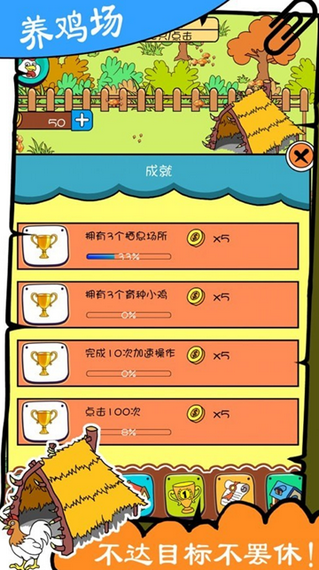 养鸡场
/点击
50
成就
拥有3个栖息场所
X5
33%
拥有3个育种小鸡
X5
0%
完成10次加速操作
X5
0%
点击100次
X5
8%
不达目标不罢休!